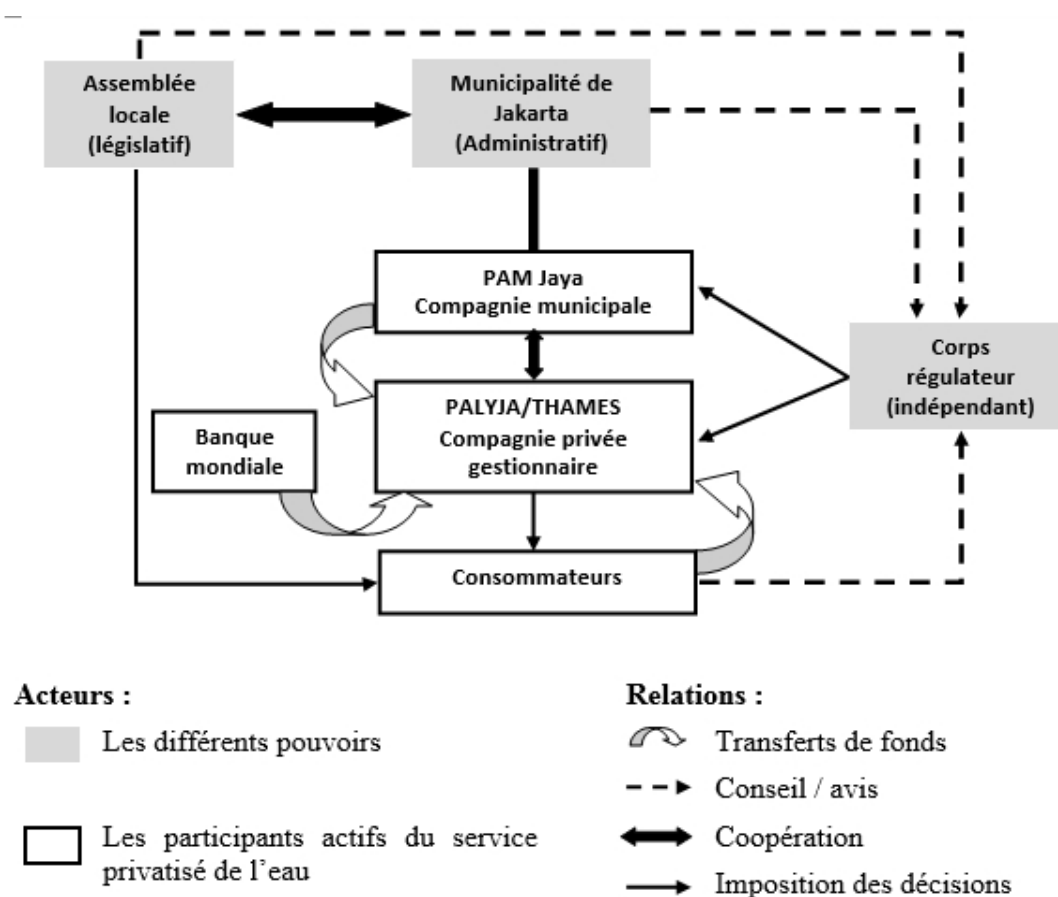 Assemblée
locale
(législatif)
Municipalité de
Jakarta
(Administratif)
PAM Jaya
Compagnie municipale
Corps
régulateur
(indépendant)
PALYJA/THAMES
Compagnie privée
gestionnaire
Banque
mondiale
Consommateurs
Acteurs :
Les différents pouvoirs
Les participants actifs du service
privatisé de l'eau
Relations :
Transferts de fonds
Conseil / avis
Coopération
Imposition des décisions